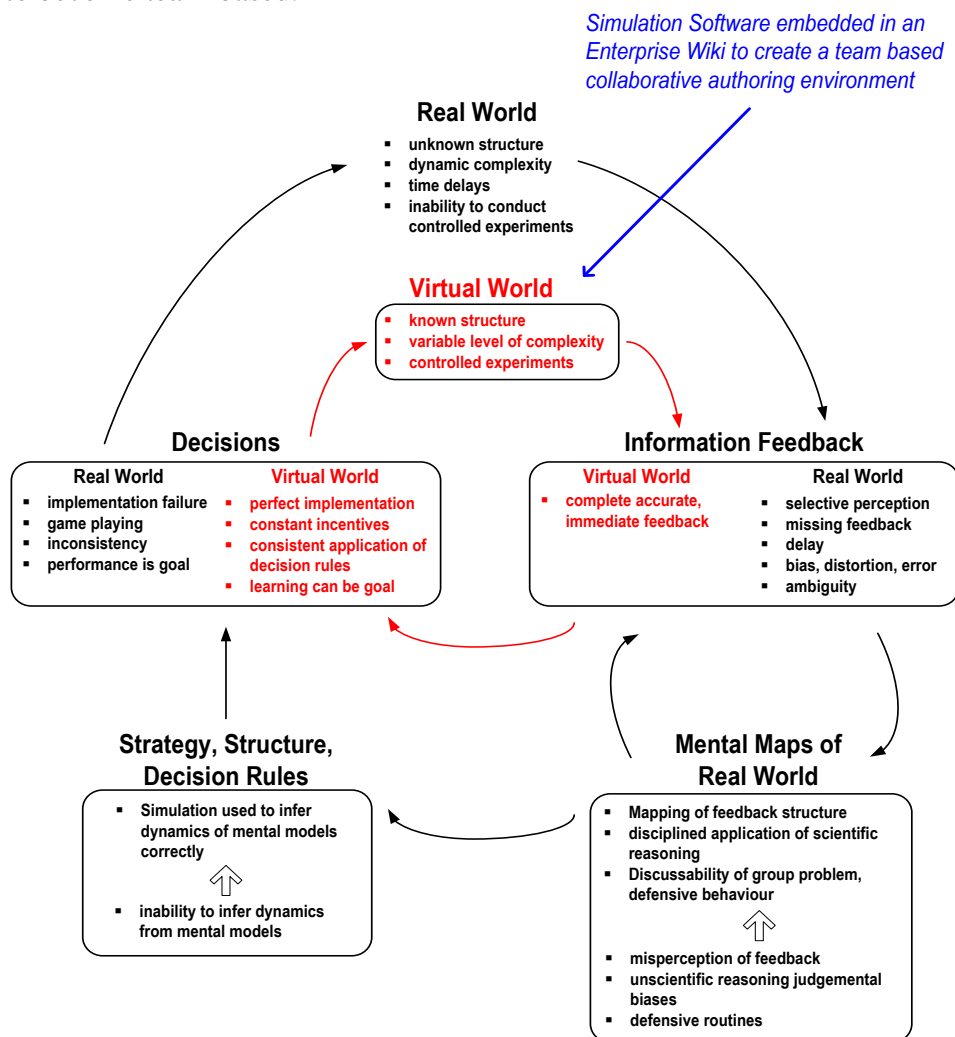 Simulation Software embedded in an
Enterprise Wiki to create a team based
collaborative authoring environment
Real World
▪ unknown structure
▪ dynamic complexity
▪ time delays
▪ inability to conduct
controlled experiments
Virtual World
▪ known structure
▪ variable level of complexity
▪ controlled experiments
Decisions
Real World
▪ implementation failure
▪ game playing
▪ inconsistency
▪ performance is goal
Virtual World
▪ perfect implementation
▪ constant incentives
▪ consistent application of
decision rules
▪ learning can be goal
Information Feedback
Virtual World
▪ complete accurate,
immediate feedback
Real World
▪ selective perception
▪ missing feedback
▪ delay
▪ bias, distortion, error
▪ ambiguity
Strategy, Structure,
Decision Rules
▪ Simulation used to infer
dynamics of mental models
correctly
▪ inability to infer dynamics
from mental models
Mental Maps of
Real World
▪ Mapping of feedback structure
▪ disciplined application of scientific
reasoning
▪ Discussability of group problem,
defensive behaviour
▪ misperception of feedback
▪ unscientific reasoning judgemental
biases
▪ defensive routines